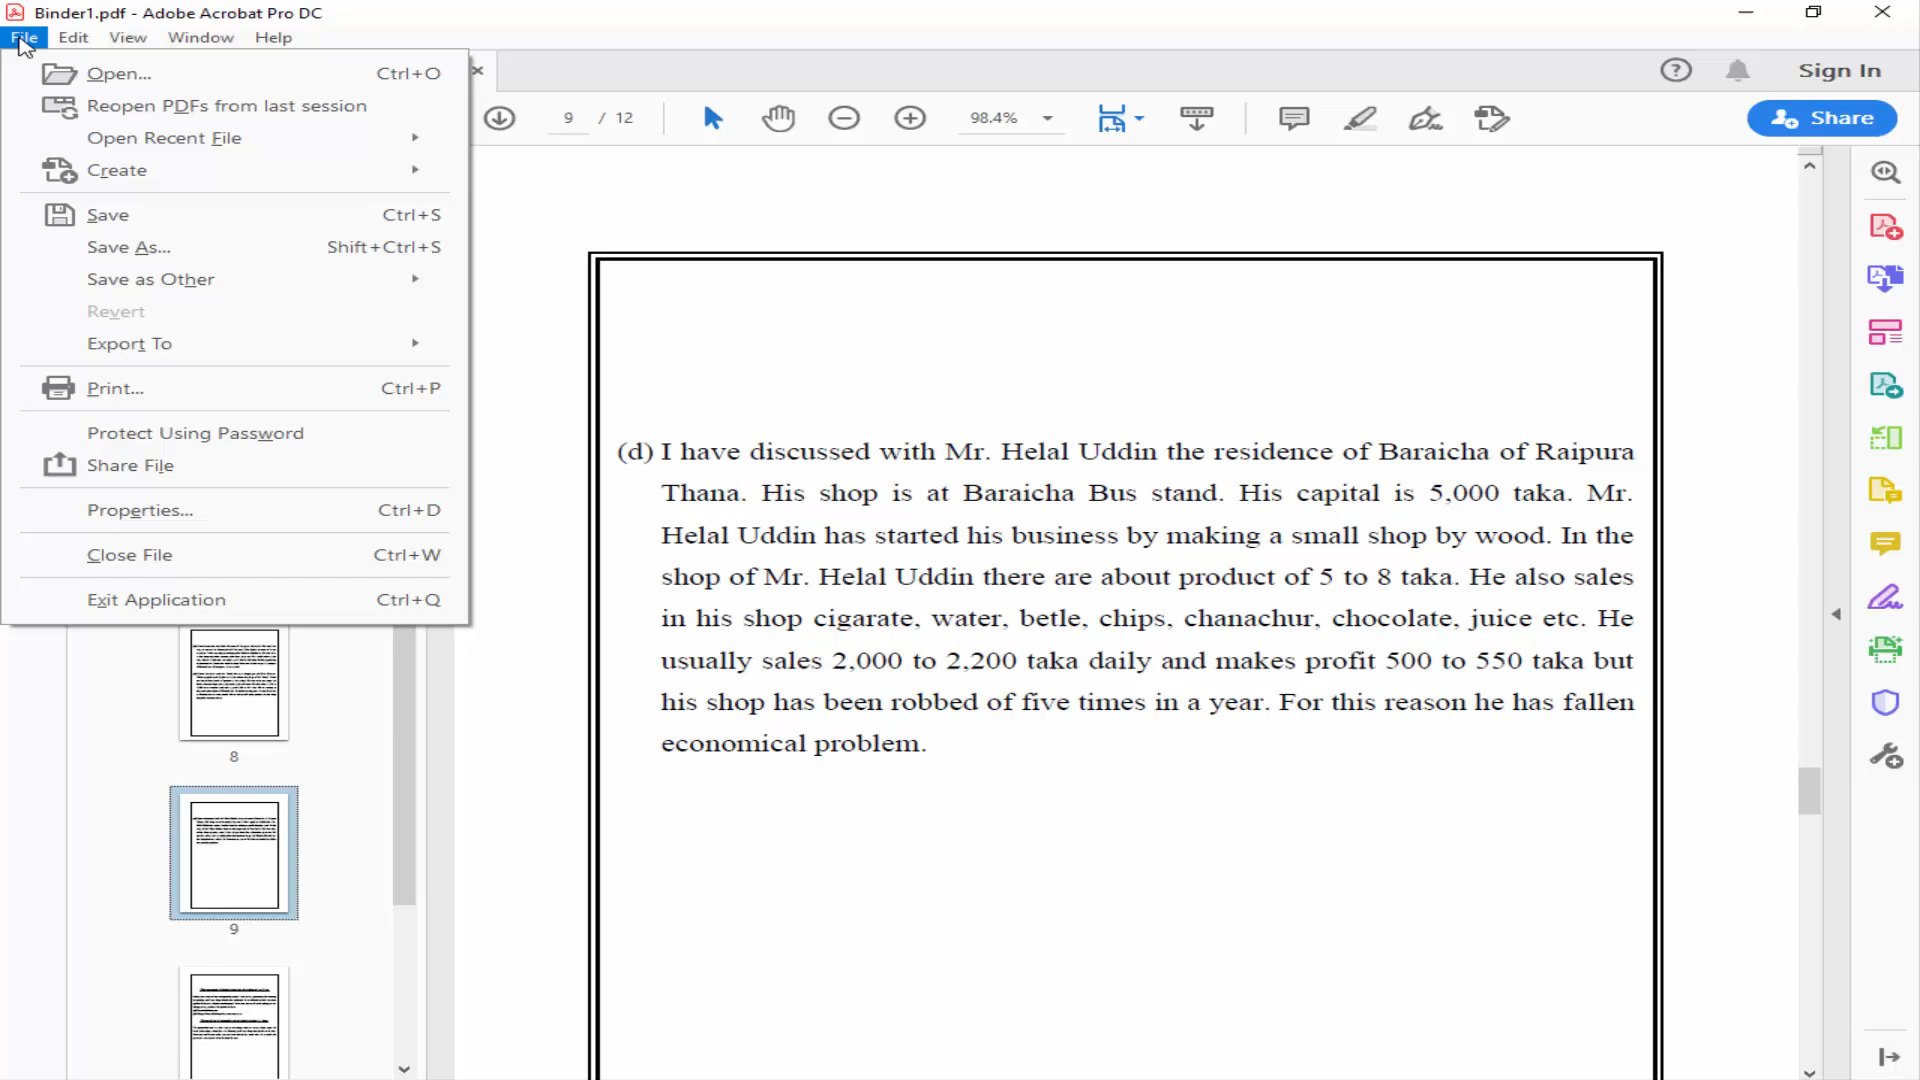 Binder1.pdf - Adobe Acrobat Pro DC
File Edit View Window Help
Open... Ctrl+O
Reopen PDFs from last session
Open Recent File
Create
Save Ctrl+S
Save As... Shift+Ctrl+S
Save as Other
Revert
Export To
Print... Ctrl+P
Protect Using Password
Share File
Properties... Ctrl+D
Close File Ctrl+W
Exit Application Ctrl+Q
Sign In
9 / 12 98.4%
Share
(d) I have discussed with Mr. Helal Uddin the residence of Baraicha of Raipura
Thana. His shop is at Baraicha Bus stand. His capital is 5,000 taka. Mr.
Helal Uddin has started his business by making a small shop by wood. In the
shop of Mr. Helal Uddin there are about product of 5 to 8 taka. He also sales
in his shop cigarate, water, betle, chips, chanachur, chocolate, juice etc. He
usually sales 2,000 to 2,200 taka daily and makes profit 500 to 550 taka but
his shop has been robbed of five times in a year. For this reason he has fallen
economical problem.
8
9